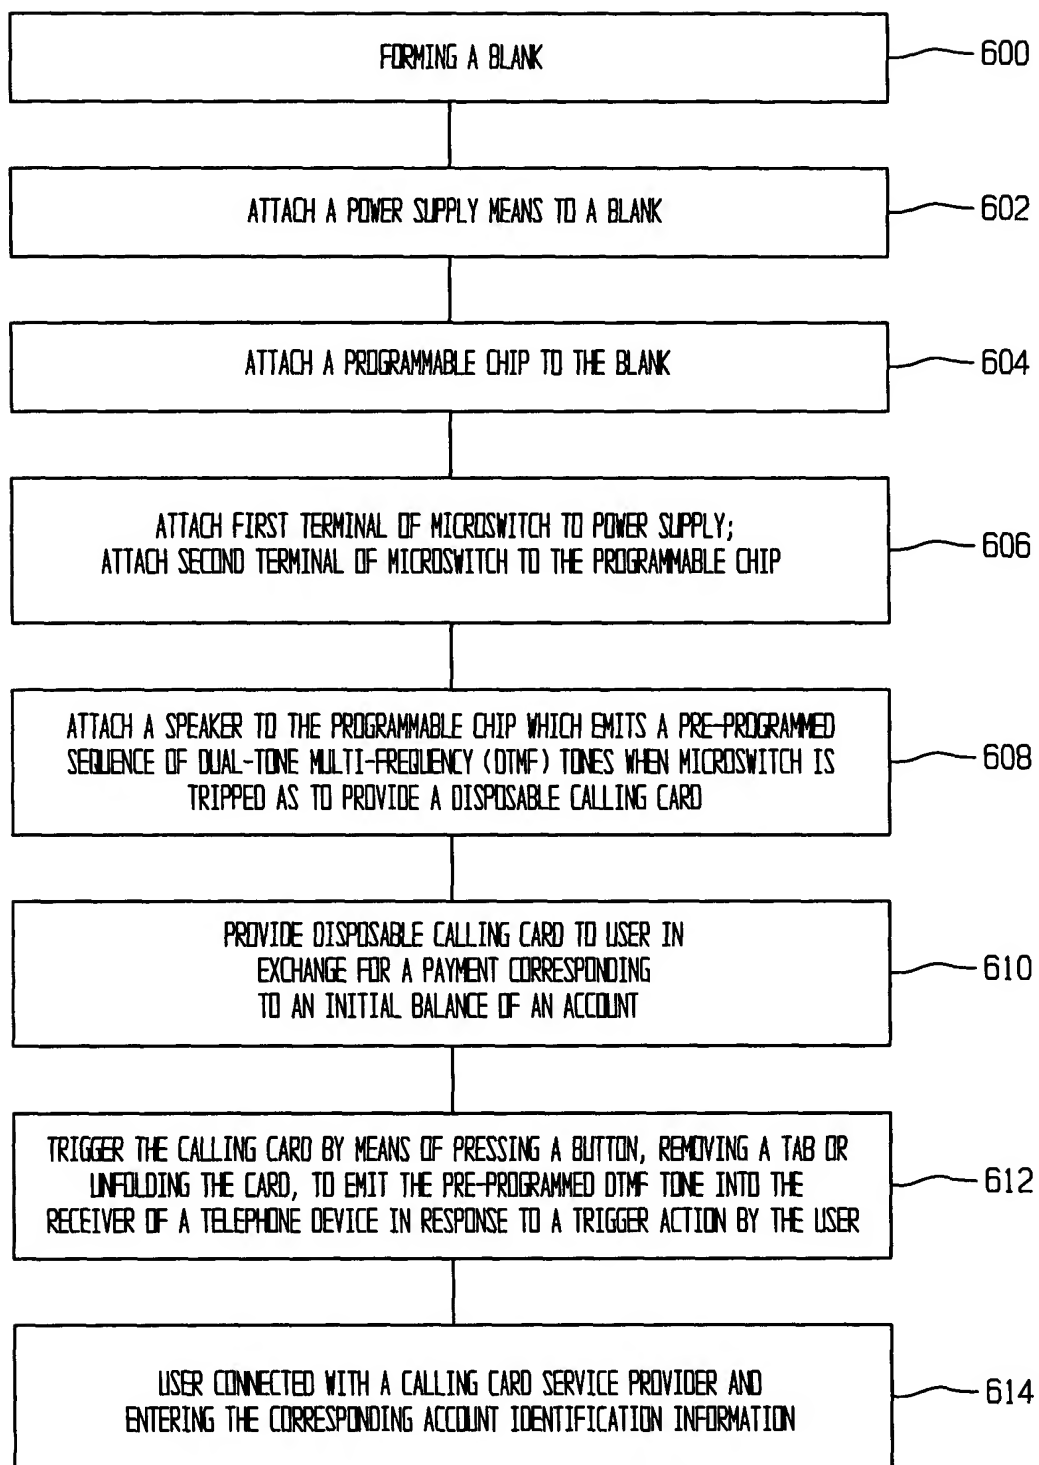 FORMING A BLANK
600
ATTACH A POWER SUPPLY MEANS TO A BLANK
602
ATTACH A PROGRAMMABLE CHIP TO THE BLANK
604
ATTACH FIRST TERMINAL OF MICROSWITCH TO POWER SUPPLY;
ATTACH SECOND TERMINAL OF MICROSWITCH TO THE PROGRAMMABLE CHIP
606
ATTACH A SPEAKER TO THE PROGRAMMABLE CHIP WHICH EMITS A PRE-PROGRAMMED
SEQUENCE OF DUAL-TONE MULTI-FREQUENCY (DTMF) TONES WHEN MICROSWITCH IS
TRIPPED AS TO PROVIDE A DISPOSABLE CALLING CARD
608
PROVIDE DISPOSABLE CALLING CARD TO USER IN
EXCHANGE FOR A PAYMENT CORRESPONDING
TO AN INITIAL BALANCE OF AN ACCOUNT
610
TRIGGER THE CALLING CARD BY MEANS OF PRESSING A BUTTON, REMOVING A TAB OR
UNFOLDING THE CARD, TO EMIT THE PRE-PROGRAMMED DTMF TONE INTO THE
RECEIVER OF A TELEPHONE DEVICE IN RESPONSE TO A TRIGGER ACTION BY THE USER
612
USER CONNECTED WITH A CALLING CARD SERVICE PROVIDER AND
ENTERING THE CORRESPONDING ACCOUNT IDENTIFICATION INFORMATION
614